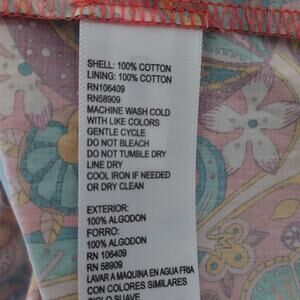 SHELL: 100% COTTON
LINING: 100% COTTON
RN106409
RN58909
MACHINE WASH COLD
WITH LIKE COLORS
GENTLE CYCLE
DO NOT BLEACH
DO NOT TUMBLE DRY
LINE DRY
COOL IRON IF NEEDED
OR DRY CLEAN
EXTERIOR:
100% ALGODON
FORRO:
100% ALGODON
RN 106409
RN 58909
LAVAR A MAQUINA EN AGUA FRIA
CON COLORES SIMILARES
CICLO SUAVE